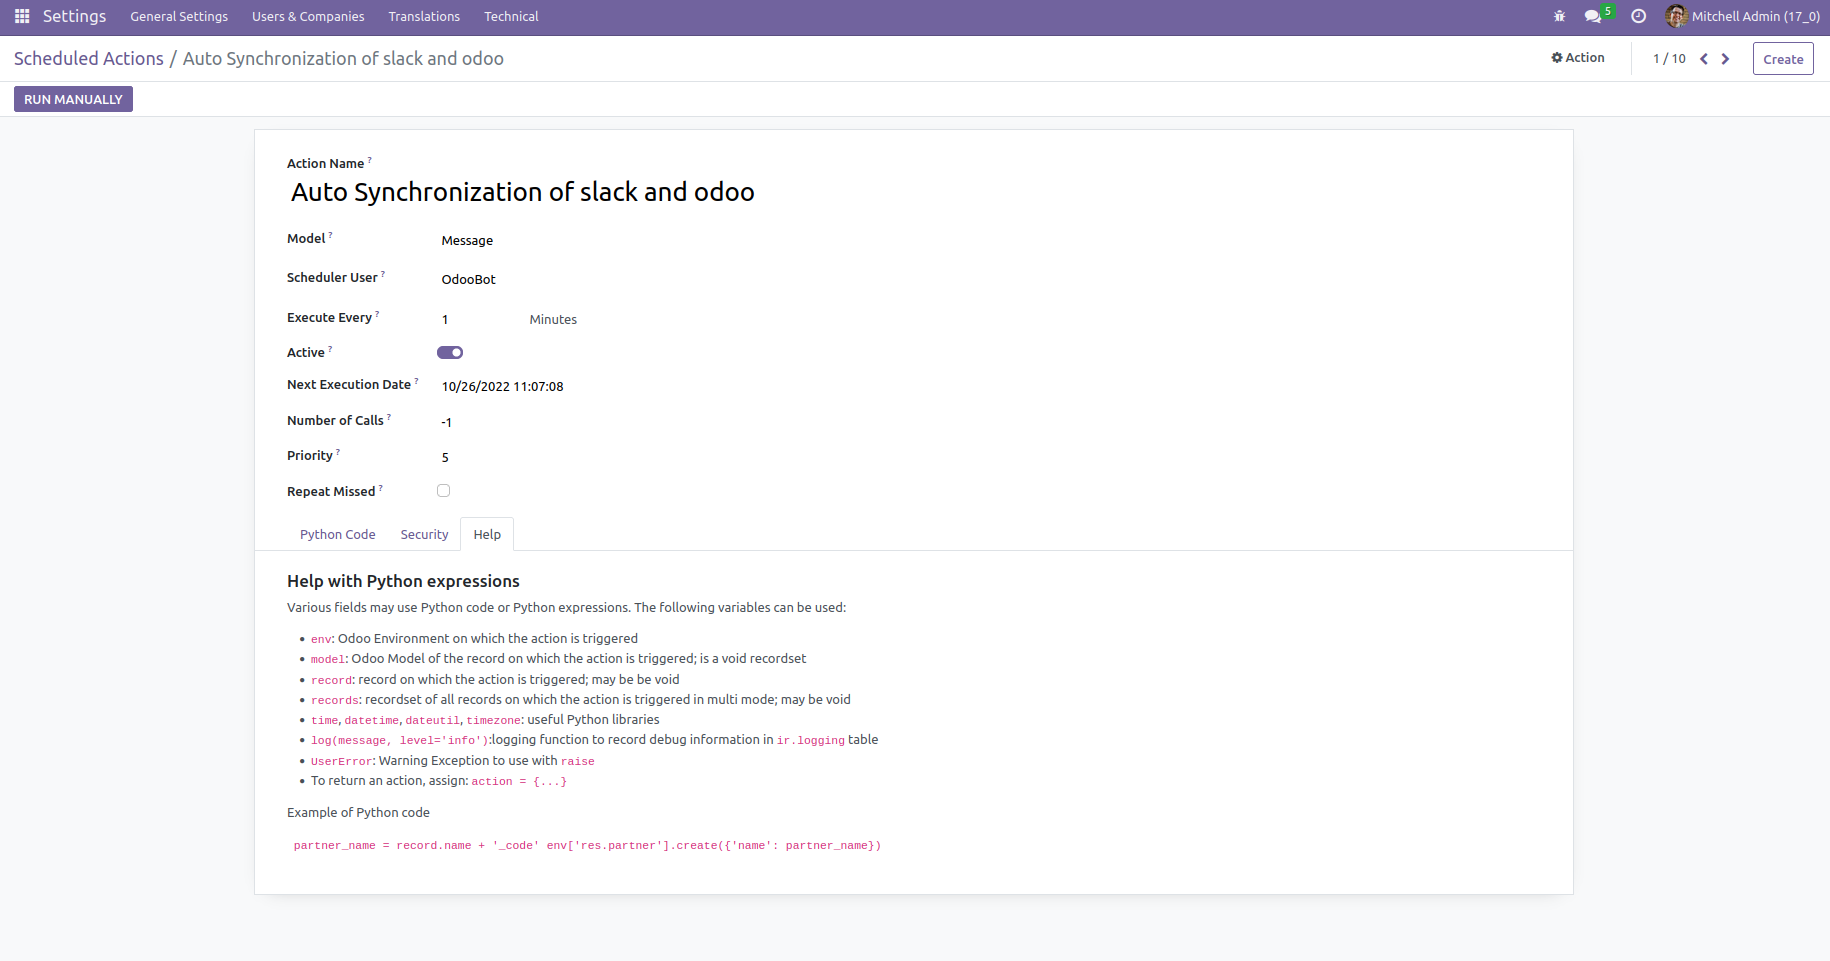 Settings General Settings Users & Companies Translations Technical 5 Mitchell Admin (17_0)
Scheduled Actions / Auto Synchronization of slack and odoo Action 1 / 10 Create
RUN MANUALLY
Action Name ?
Auto Synchronization of slack and odoo
Model ? Message
Scheduler User ? OdooBot
Execute Every ? 1 Minutes
Active ?
Next Execution Date ? 10/26/2022 11:07:08
Number of Calls ? -1
Priority ? 5
Repeat Missed ?
Python Code Security Help
Help with Python expressions
Various fields may use Python code or Python expressions. The following variables can be used:
• env: Odoo Environment on which the action is triggered
• model: Odoo Model of the record on which the action is triggered; is a void recordset
• record: record on which the action is triggered; may be be void
• records: recordset of all records on which the action is triggered in multi mode; may be void
• time, datetime, dateutil, timezone: useful Python libraries
• log(message, level='info'):logging function to record debug information in ir.logging table
• UserError: Warning Exception to use with raise
• To return an action, assign: action = {...}
Example of Python code
partner_name = record.name + '_code' env['res.partner'].create({'name': partner_name})